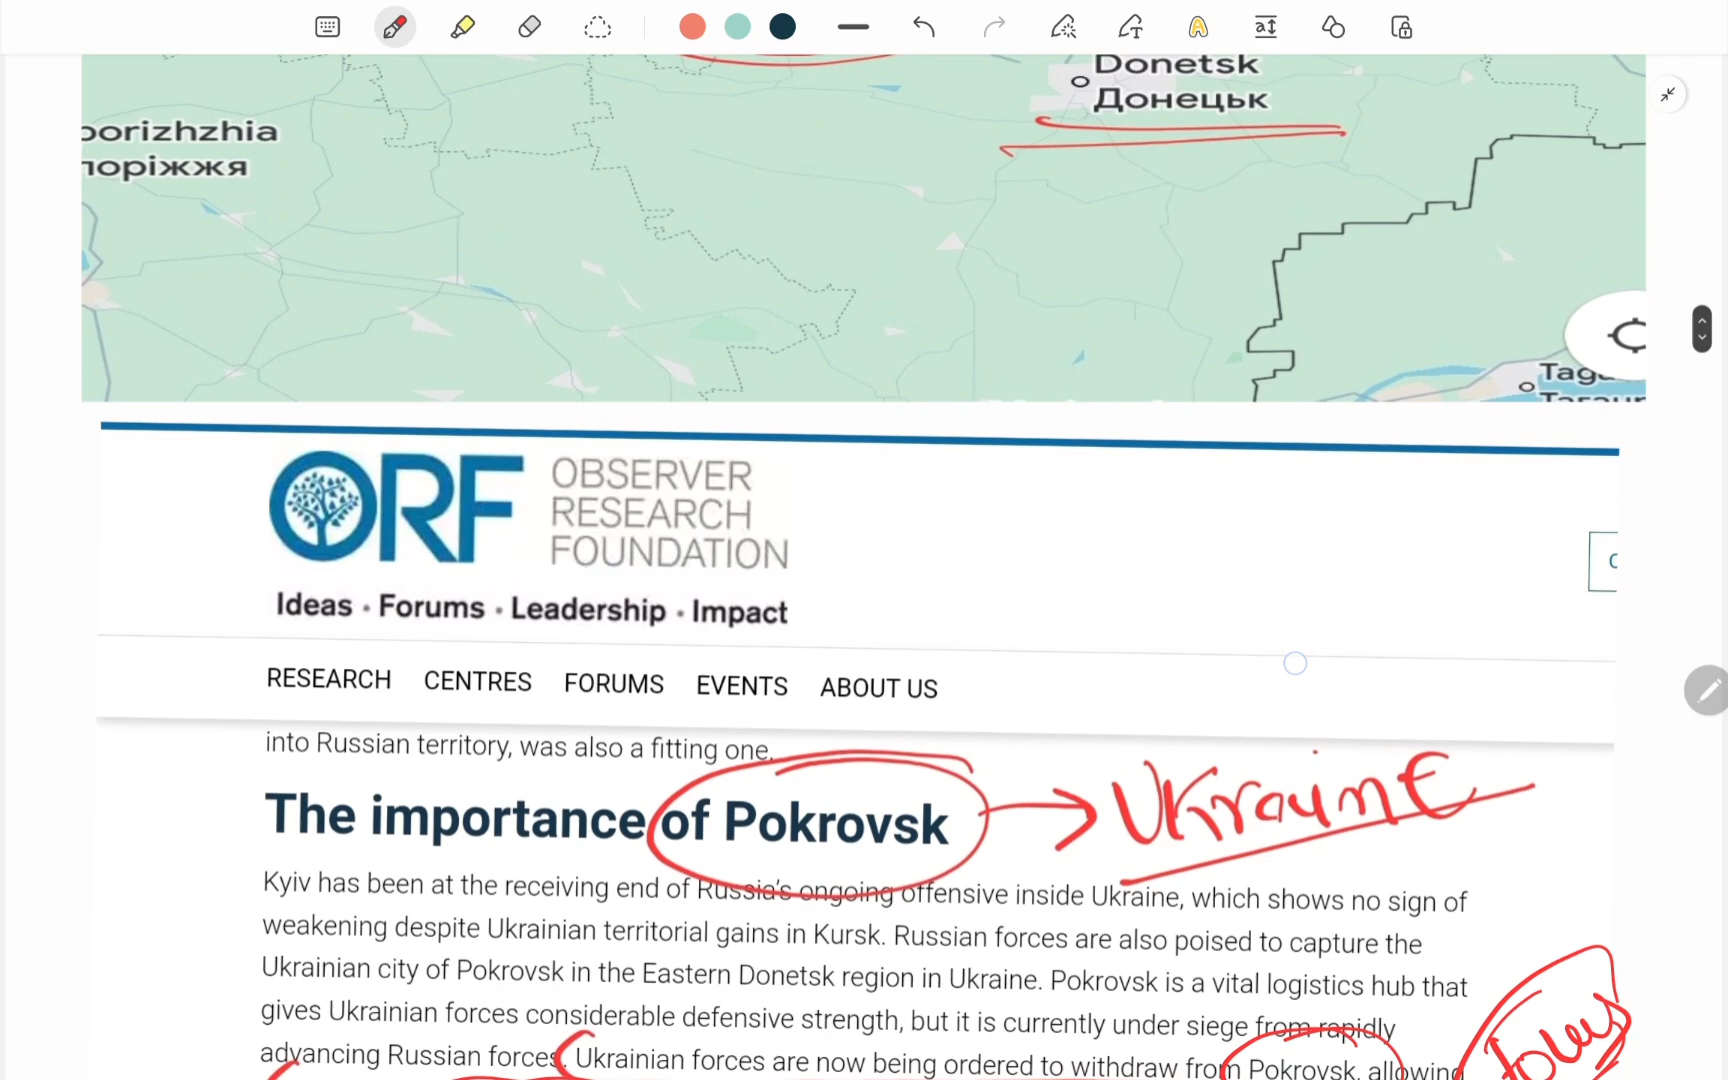 Donetsk
Донецьк
porizhzhia
поріжжя
Tag
ORF OBSERVER
RESEARCH
FOUNDATION
Ideas · Forums · Leadership · Impact
RESEARCH CENTRES FORUMS EVENTS ABOUT US
into Russian territory, was also a fitting one.
The importance of Pokrovsk → UKrainE
Kyiv has been at the receiving end of Russia's ongoing offensive inside Ukraine, which shows no sign of
weakening despite Ukrainian territorial gains in Kursk. Russian forces are also poised to capture the
Ukrainian city of Pokrovsk in the Eastern Donetsk region in Ukraine. Pokrovsk is a vital logistics hub that
gives Ukrainian forces considerable defensive strength, but it is currently under siege from rapidly
advancing Russian forces. Ukrainian forces are now being ordered to withdraw from Pokrovsk, allowing